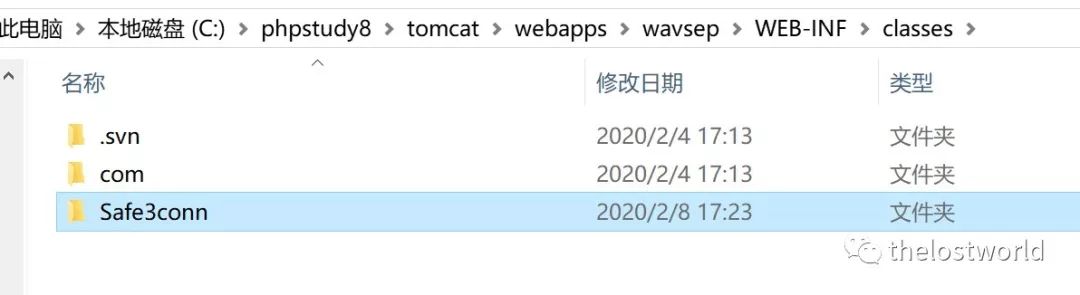 此电脑 > 本地磁盘 (C:) > phpstudy8 > tomcat > webapps > wavsep > WEB-INF > classes >
名称 修改日期 类型
.svn 2020/2/4 17:13 文件夹
com 2020/2/4 17:13 文件夹
Safe3conn 2020/2/8 17:23 文件夹
thelostworld